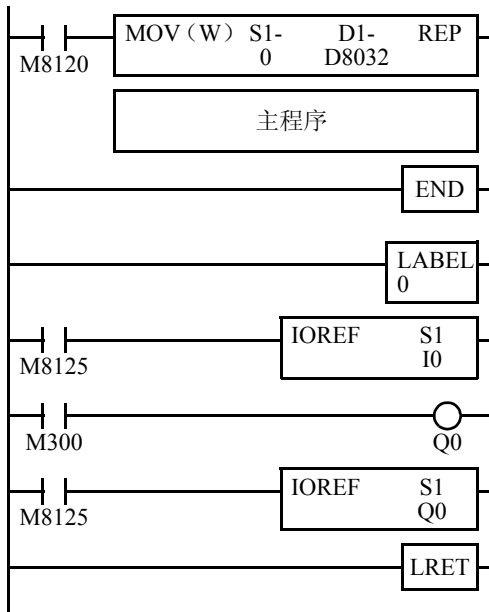 MOV（W） S1- D1- REP
M8120 0 D8032
主程序
END
LABEL
0
IOREF S1
M8125 I0
M300 Q0
IOREF S1
M8125 Q0
LRET